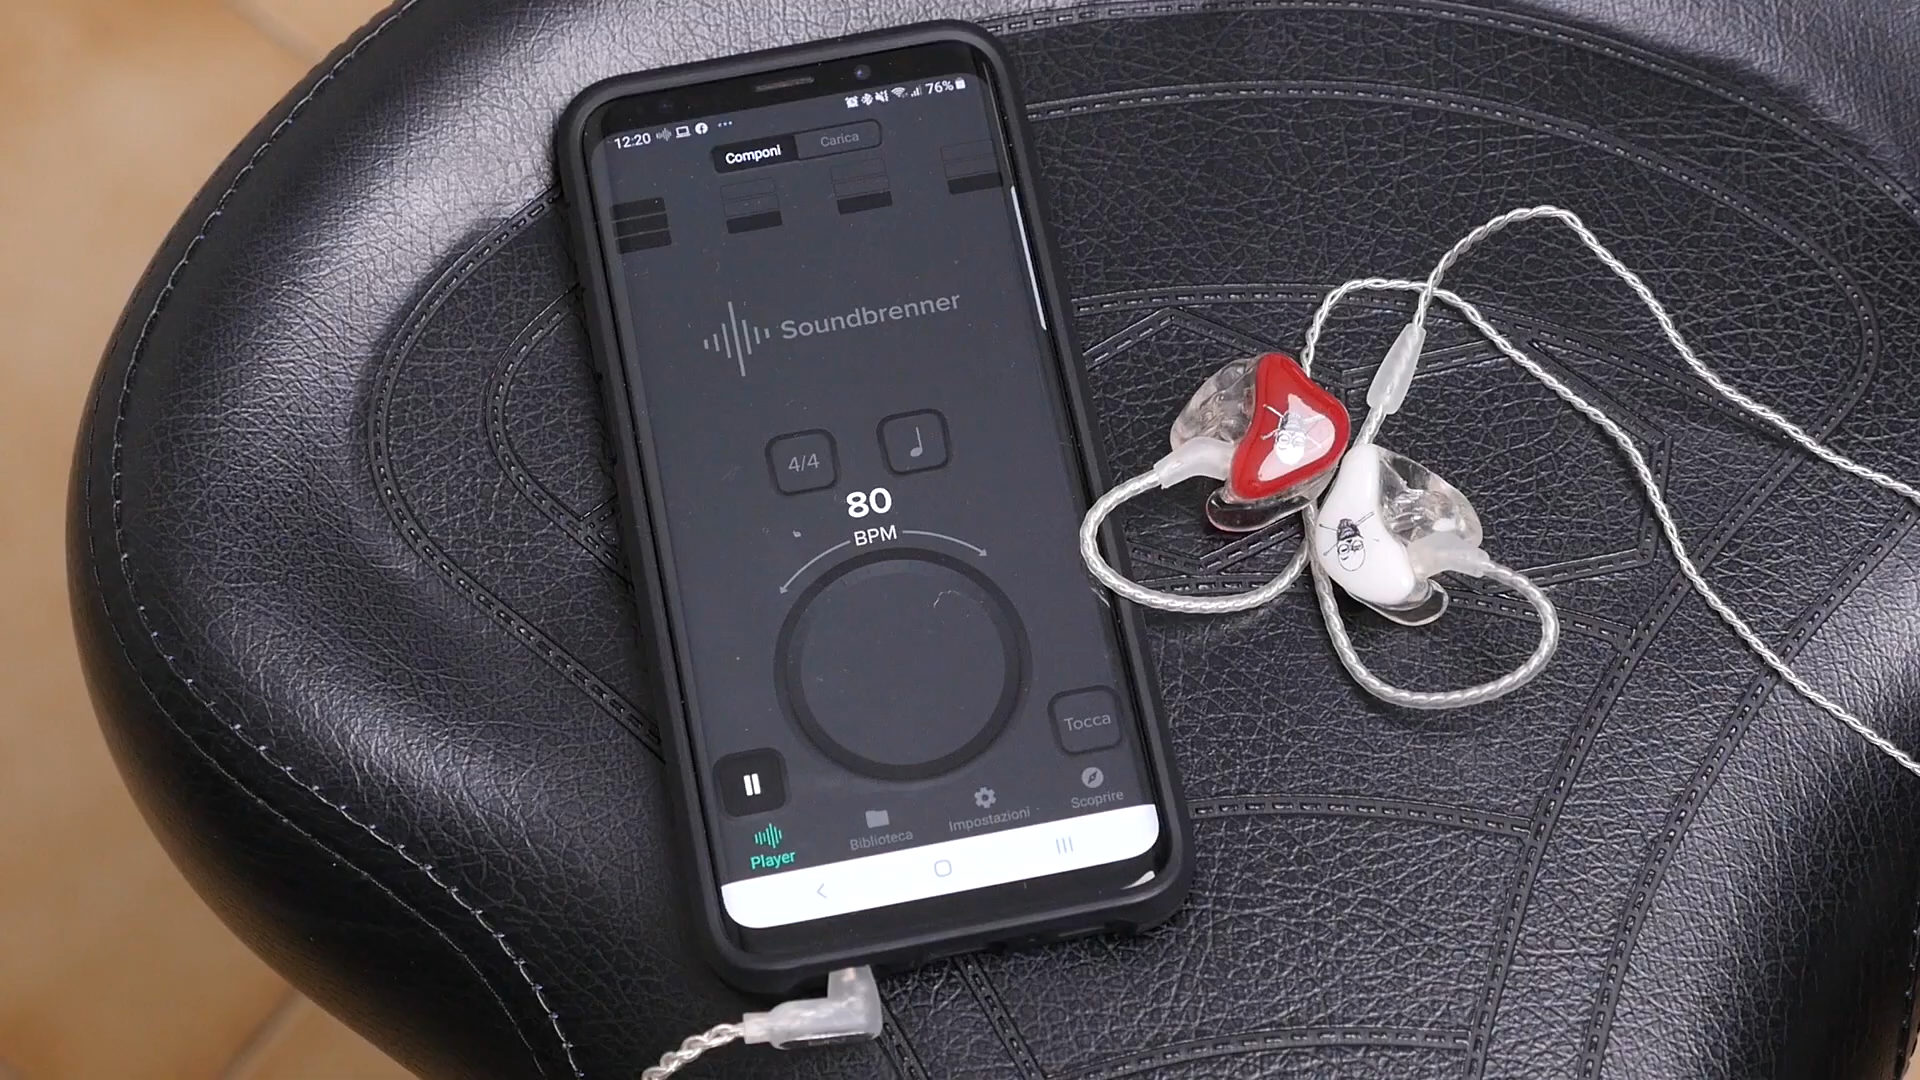 12:20
76%
Componi
Carica
Soundbrenner
4/4
80
BPM
Tocca
Player
Biblioteca
Impostazioni
Scoprire